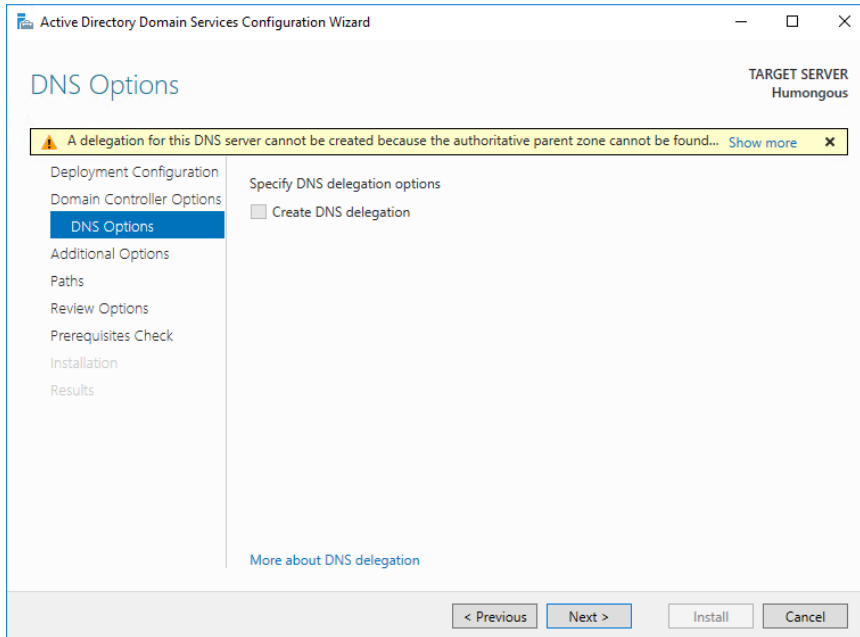 Active Directory Domain Services Configuration Wizard
DNS Options
TARGET SERVER
Humongous
A delegation for this DNS server cannot be created because the authoritative parent zone cannot be found... Show more
Deployment Configuration
Domain Controller Options
DNS Options
Additional Options
Paths
Review Options
Prerequisites Check
Installation
Results
Specify DNS delegation options
Create DNS delegation
More about DNS delegation
< Previous Next > Install Cancel